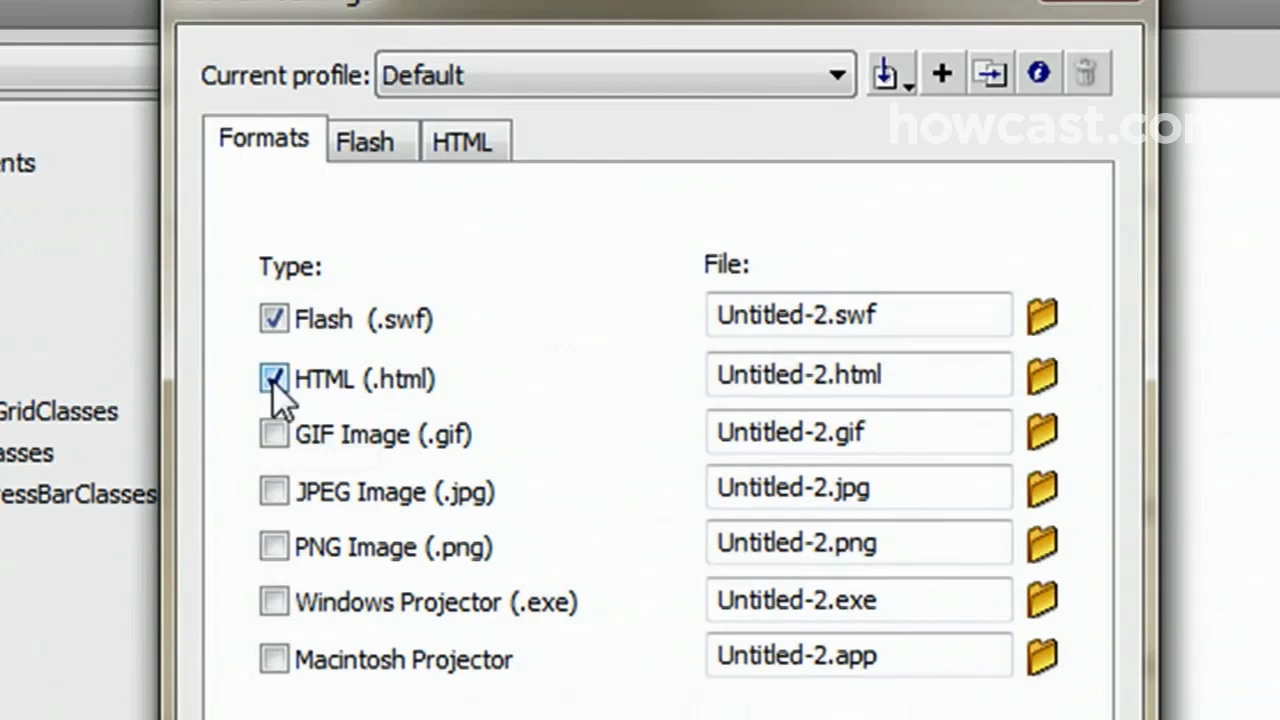 Current profile: Default
howcast.com
Formats Flash HTML
nts
Type: File:
Flash (.swf) Untitled-2.swf
HTML (.html) Untitled-2.html
GridClasses
GIF Image (.gif) Untitled-2.gif
asses
JPEG Image (.jpg) Untitled-2.jpg
essBarClasses
PNG Image (.png) Untitled-2.png
Windows Projector (.exe) Untitled-2.exe
Macintosh Projector Untitled-2.app